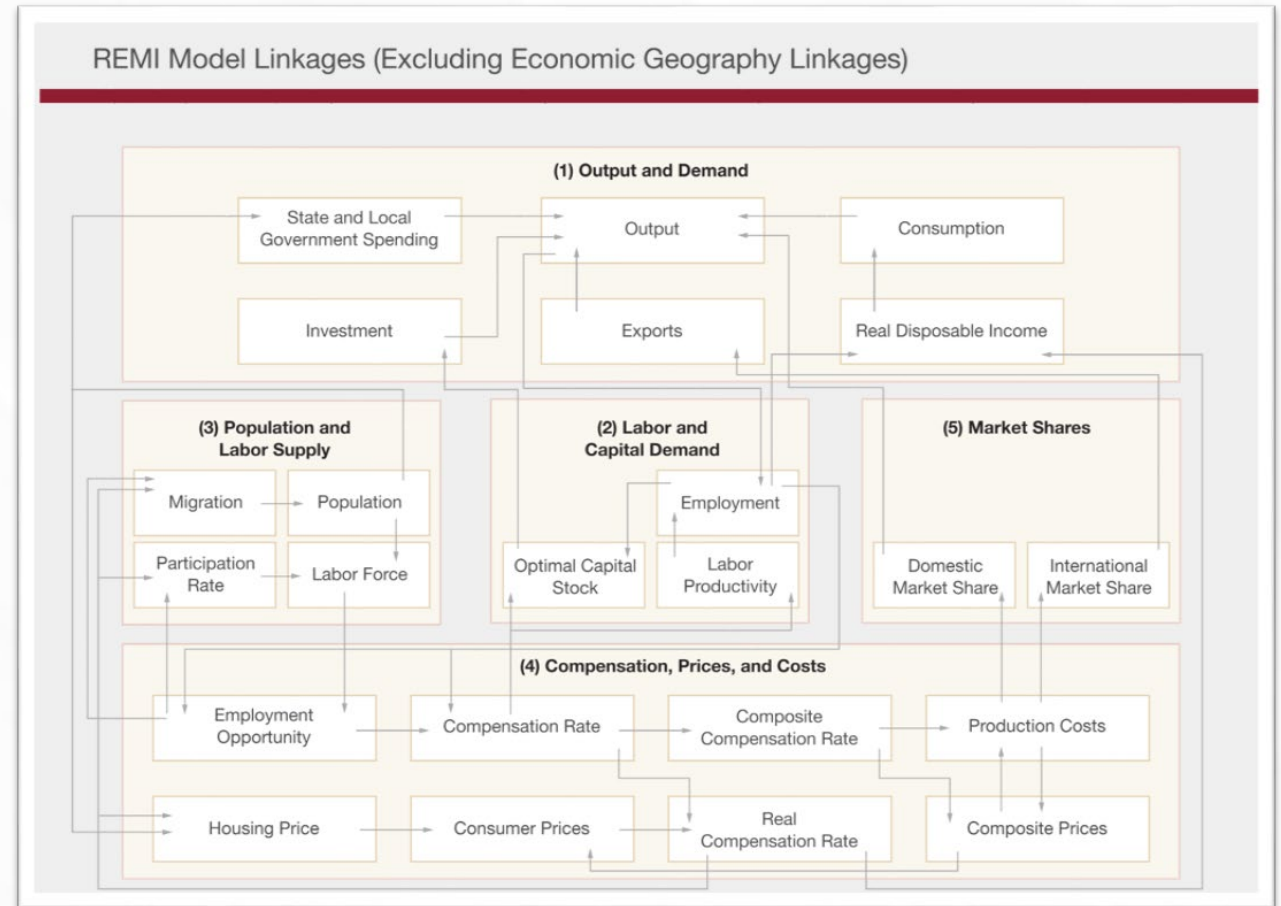 REMI Model Linkages (Excluding Economic Geography Linkages)
(1) Output and Demand
State and Local
Government Spending
Output
Consumption
Investment
Exports
Real Disposable Income
(3) Population and
Labor Supply
Migration
Population
Participation
Rate
Labor Force
(2) Labor and
Capital Demand
Employment
Optimal Capital
Stock
Labor
Productivity
(5) Market Shares
Domestic
Market Share
International
Market Share
(4) Compensation, Prices, and Costs
Employment
Opportunity
Compensation Rate
Composite
Compensation Rate
Production Costs
Housing Price
Consumer Prices
Real
Compensation Rate
Composite Prices